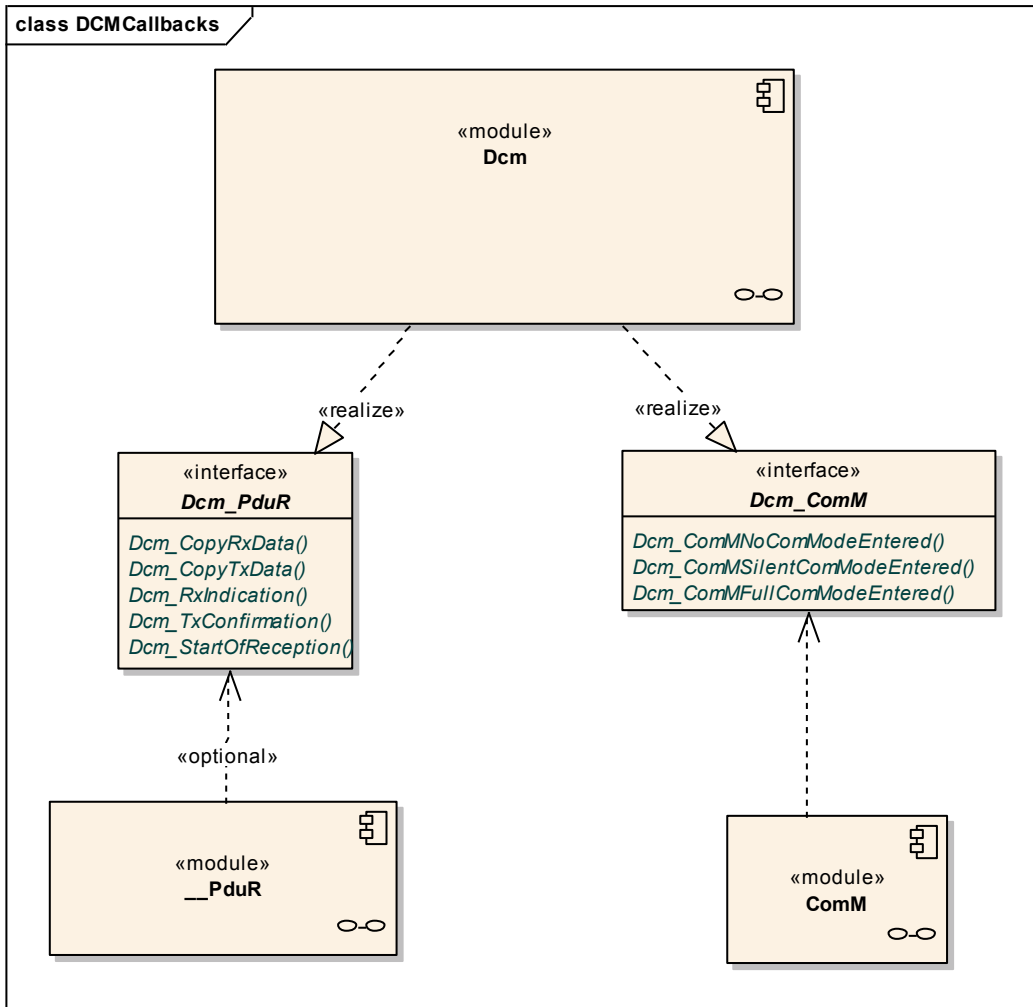 class DCMCallbacks
«module»
Dcm
«realize»
«realize»
«interface»
Dcm_PduR
Dcm_CopyRxData()
Dcm_CopyTxData()
Dcm_RxIndication()
Dcm_TxConfirmation()
Dcm_StartOfReception()
«interface»
Dcm_ComM
Dcm_ComMNoComModeEntered()
Dcm_ComMSilentComModeEntered()
Dcm_ComMFullComModeEntered()
«optional»
«module»
__PduR
«module»
ComM